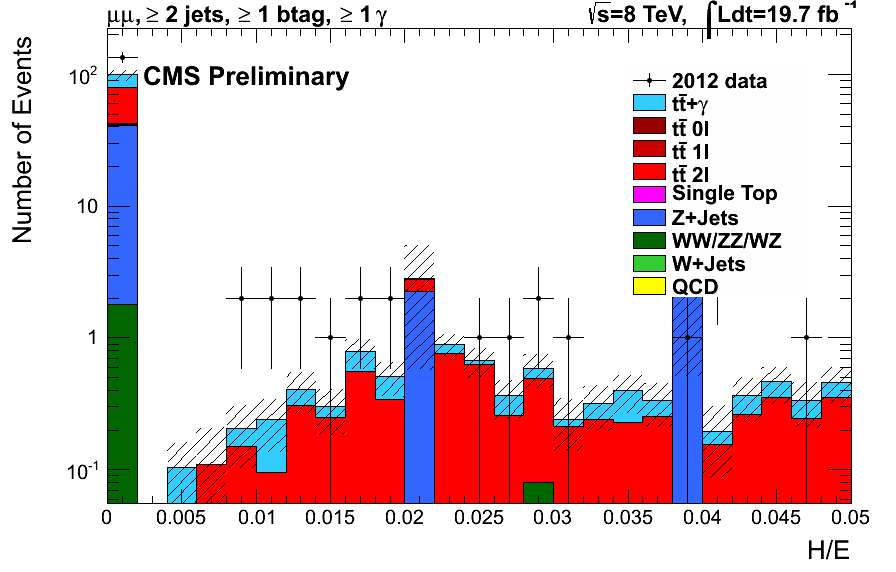 μμ, ≥ 2 jets, ≥ 1 btag, ≥ 1 γ
√s=8 TeV, ∫Ldt=19.7 fb⁻¹
CMS Preliminary
Number of Events
10²
10
1
10⁻¹
2012 data
tt̄+γ
tt̄ 0l
tt̄ 1l
tt̄ 2l
Single Top
Z+Jets
WW/ZZ/WZ
W+Jets
QCD
0 0.005 0.01 0.015 0.02 0.025 0.03 0.035 0.04 0.045 0.05
H/E